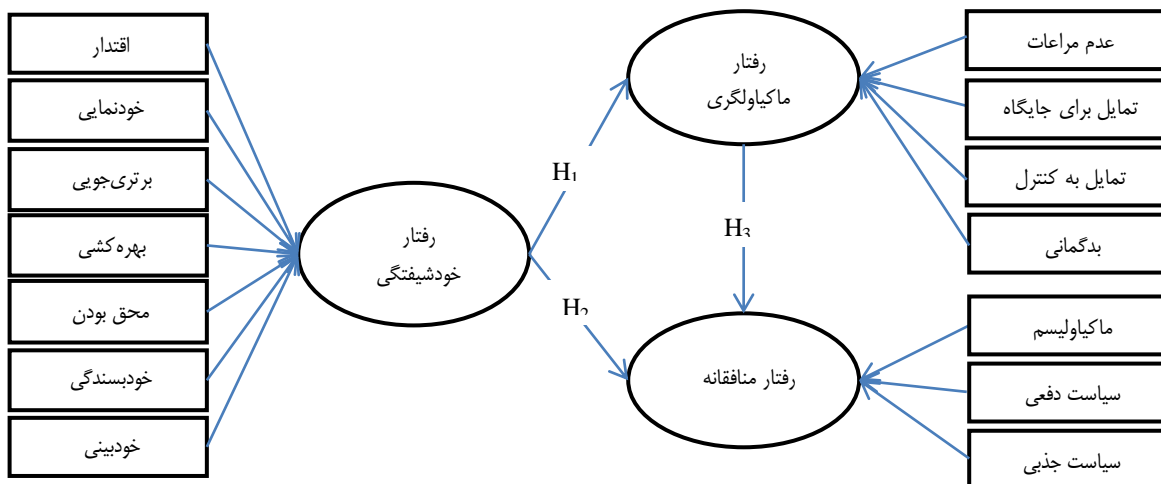 اقتدار
خودنمایی
برتری‌جویی
بهره‌کشی
محق بودن
خودبسندگی
خودبینی
رفتار
خودشیفتگی
H1
H2
H3
رفتار
ماکیاولگری
رفتار منافقانه
عدم مراعات
تمایل برای جایگاه
تمایل به کنترل
بدگمانی
ماکیاولیسم
سیاست دفعی
سیاست جذبی